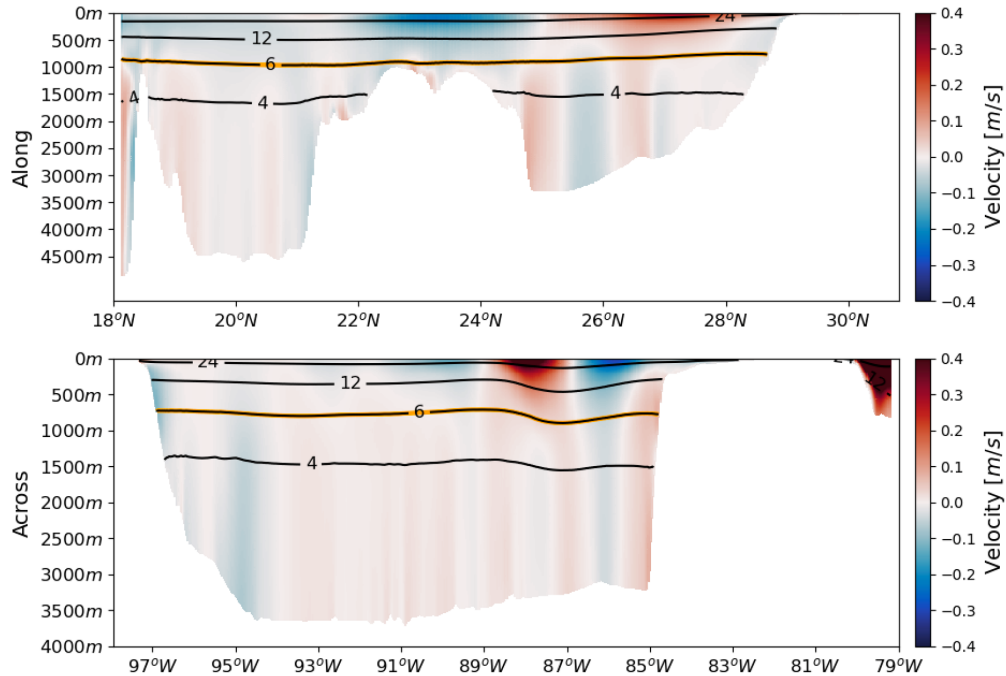 0m
500m
1000m
1500m
2000m
2500m
3000m
3500m
4000m
4500m
Along
24
12
6
4
4
4
18°N
20°N
22°N
24°N
26°N
28°N
30°N
0.4
0.3
0.2
0.1
0.0
−0.1
−0.2
−0.3
−0.4
Velocity [m/s]
0m
500m
1000m
1500m
2000m
2500m
3000m
3500m
4000m
Across
24
12
6
4
24
12
97°W
95°W
93°W
91°W
89°W
87°W
85°W
83°W
81°W
79°W
0.4
0.3
0.2
0.1
0.0
−0.1
−0.2
−0.3
−0.4
Velocity [m/s]